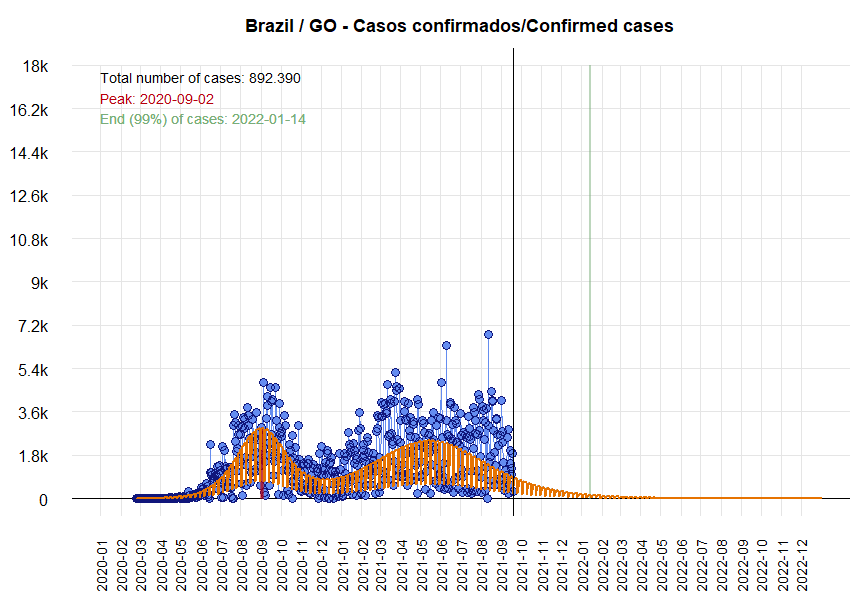 Brazil / GO - Casos confirmados/Confirmed cases
18k
16.2k
14.4k
12.6k
10.8k
9k
7.2k
5.4k
3.6k
1.8k
0
Total number of cases: 892.390
Peak: 2020-09-02
End (99%) of cases: 2022-01-14
2020-01
2020-02
2020-03
2020-04
2020-05
2020-06
2020-07
2020-08
2020-09
2020-10
2020-11
2020-12
2021-01
2021-02
2021-03
2021-04
2021-05
2021-06
2021-07
2021-08
2021-09
2021-10
2021-11
2021-12
2022-01
2022-02
2022-03
2022-04
2022-05
2022-06
2022-07
2022-08
2022-09
2022-10
2022-11
2022-12